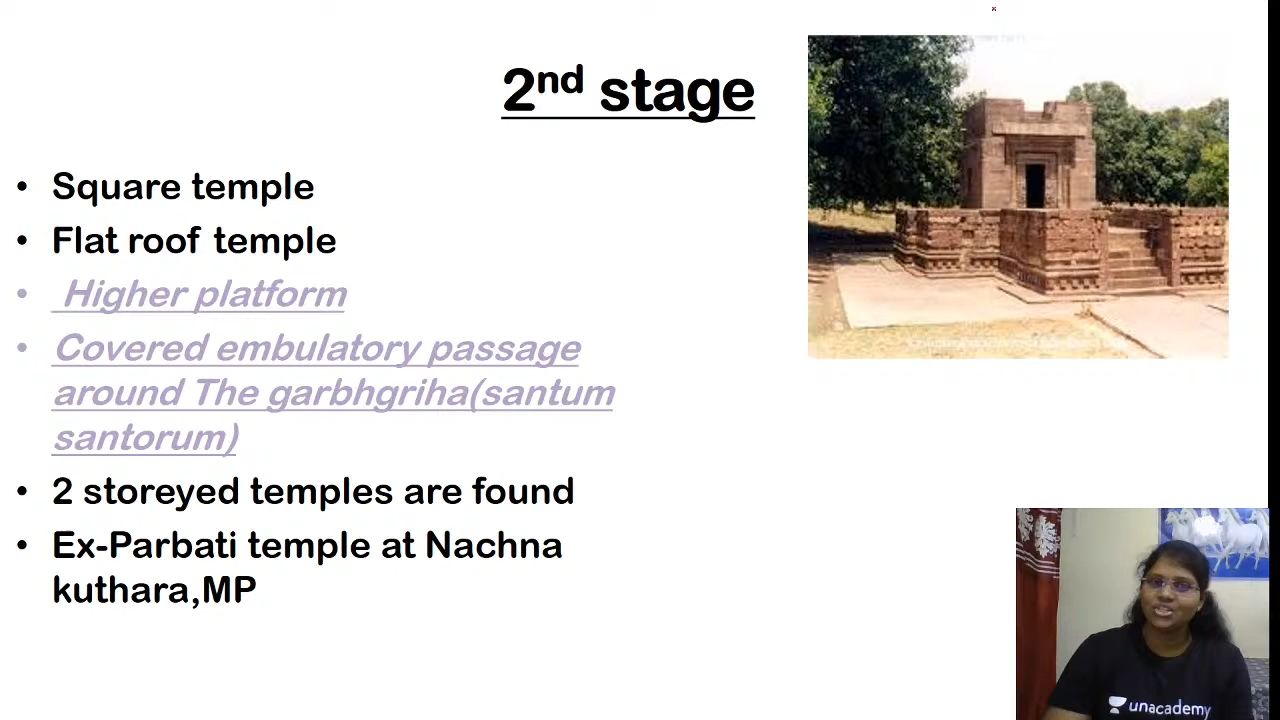 2nd stage
• Square temple
• Flat roof temple
• Higher platform
• Covered embulatory passage
around The garbhgriha(santum
santorum)
• 2 storeyed temples are found
• Ex-Parbati temple at Nachna
kuthara,MP
unacademy